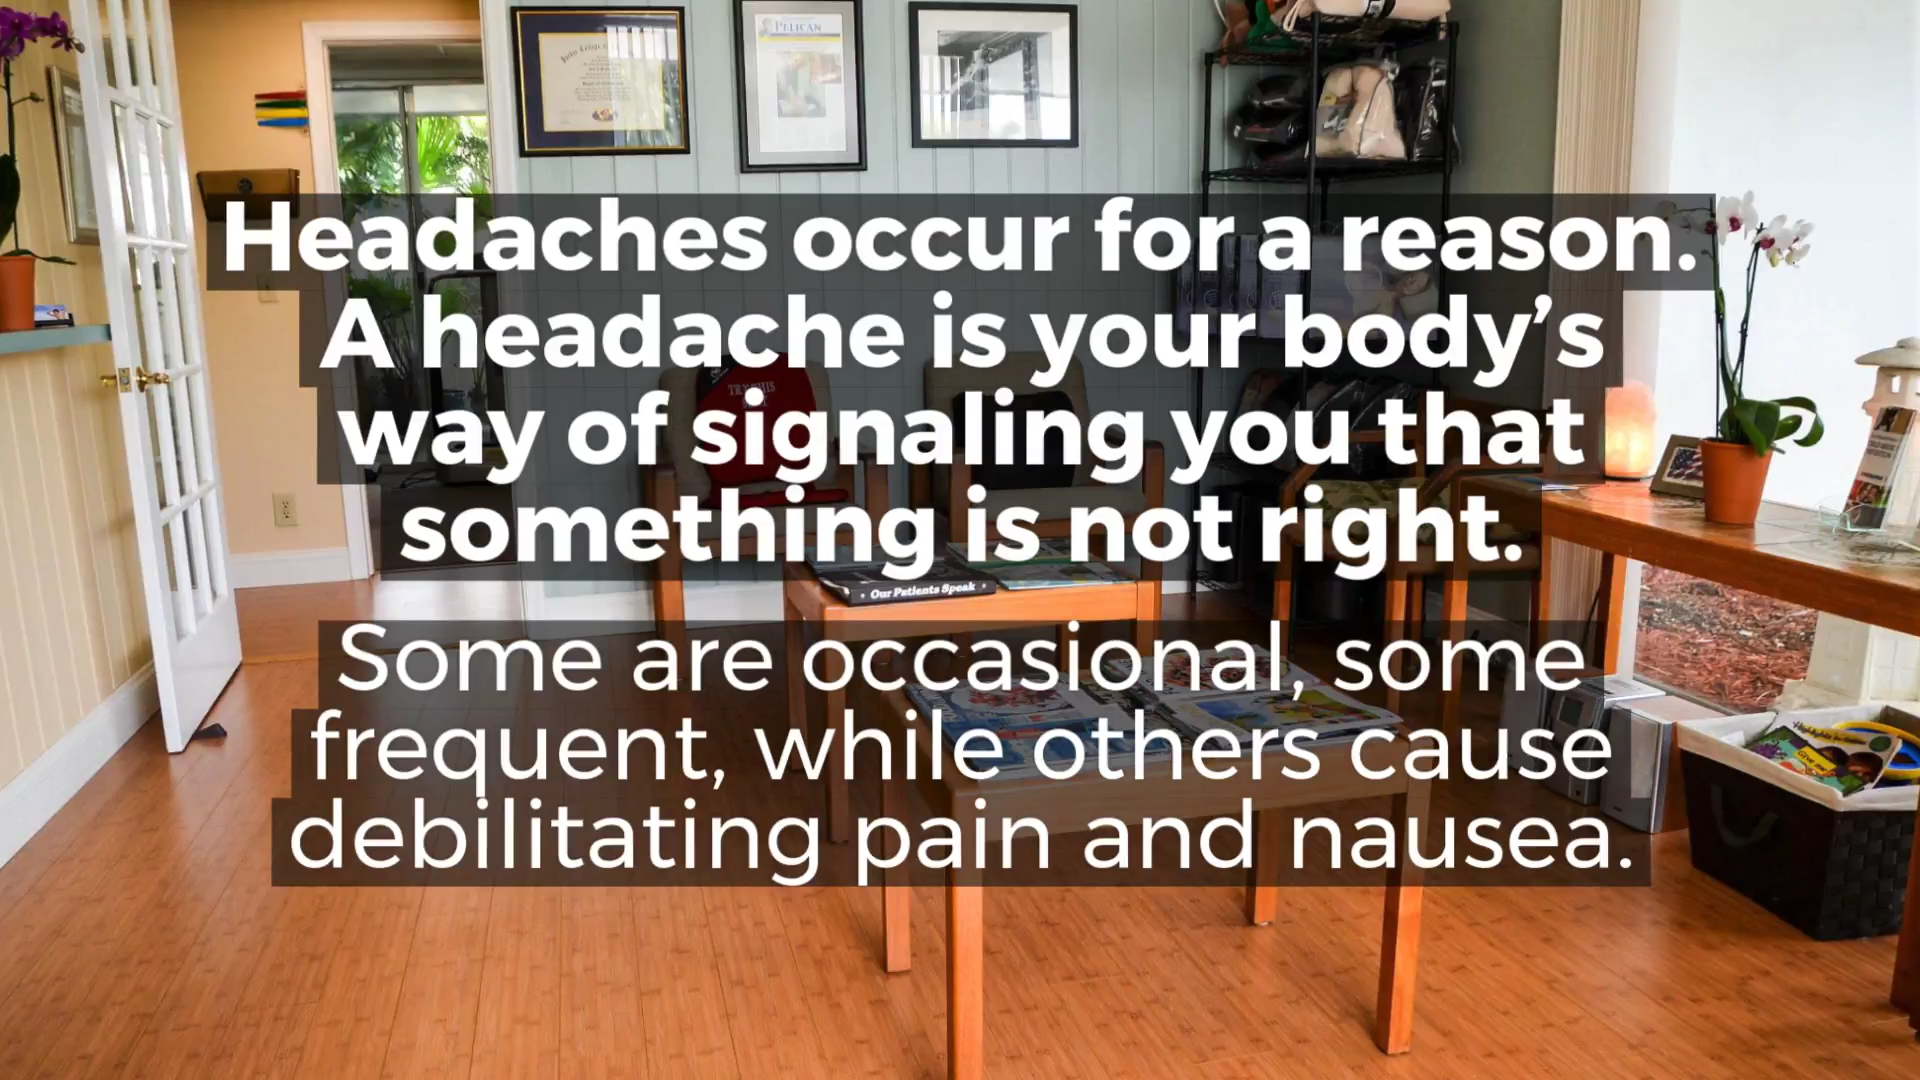 PELICAN
Headaches occur for a reason.
A headache is your body’s
way of signaling you that
something is not right.
Our Patients Speak
Some are occasional, some
frequent, while others cause
debilitating pain and nausea.